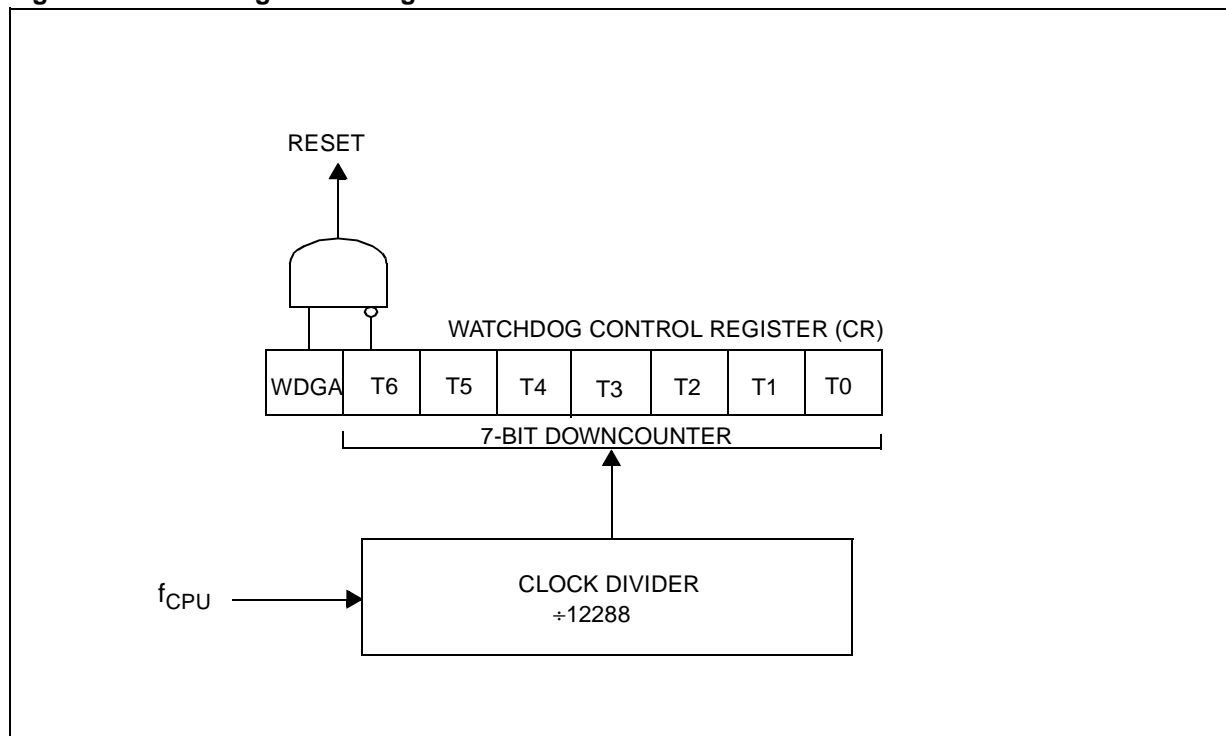 RESET
WATCHDOG CONTROL REGISTER (CR)
WDGA T6 T5 T4 T3 T2 T1 T0
7-BIT DOWNCOUNTER
fCPU
CLOCK DIVIDER
÷12288